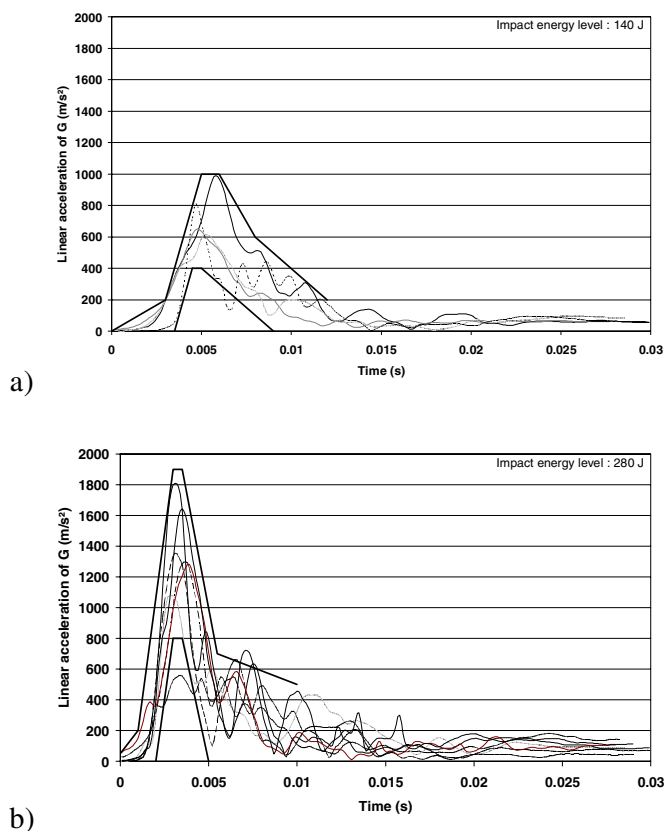 Impact energy level : 140 J
Linear acceleration of G (m/s²)
2000
1800
1600
1400
1200
1000
800
600
400
200
0
0 0.005 0.01 0.015 0.02 0.025 0.03
Time (s)
a)
Impact energy level : 280 J
Linear acceleration of G (m/s²)
2000
1800
1600
1400
1200
1000
800
600
400
200
0
0 0.005 0.01 0.015 0.02 0.025 0.03
Time (s)
b)